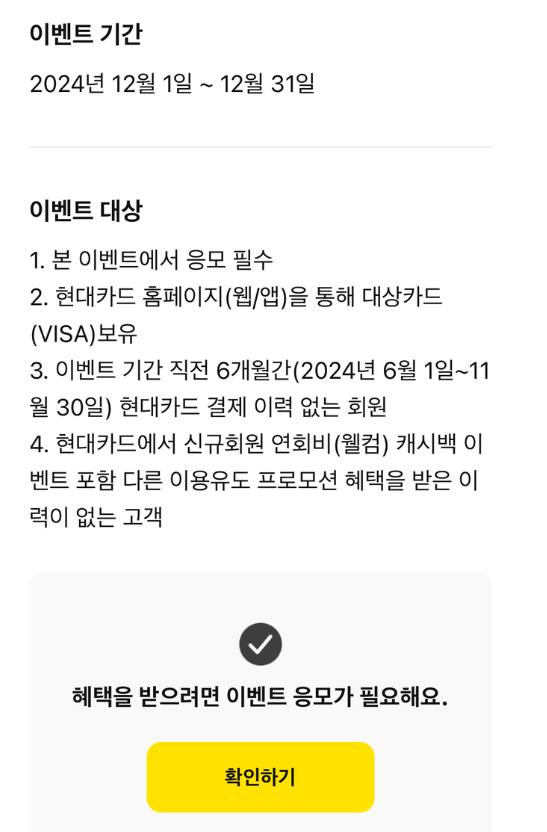 이벤트 기간
2024년 12월 1일 ~ 12월 31일
이벤트 대상
1. 본 이벤트에서 응모 필수
2. 현대카드 홈페이지(웹/앱)을 통해 대상카드
(VISA)보유
3. 이벤트 기간 직전 6개월간(2024년 6월 1일~11
월 30일) 현대카드 결제 이력 없는 회원
4. 현대카드에서 신규회원 연회비(웰컴) 캐시백 이
벤트 포함 다른 이용유도 프로모션 혜택을 받은 이
력이 없는 고객
혜택을 받으려면 이벤트 응모가 필요해요.
확인하기